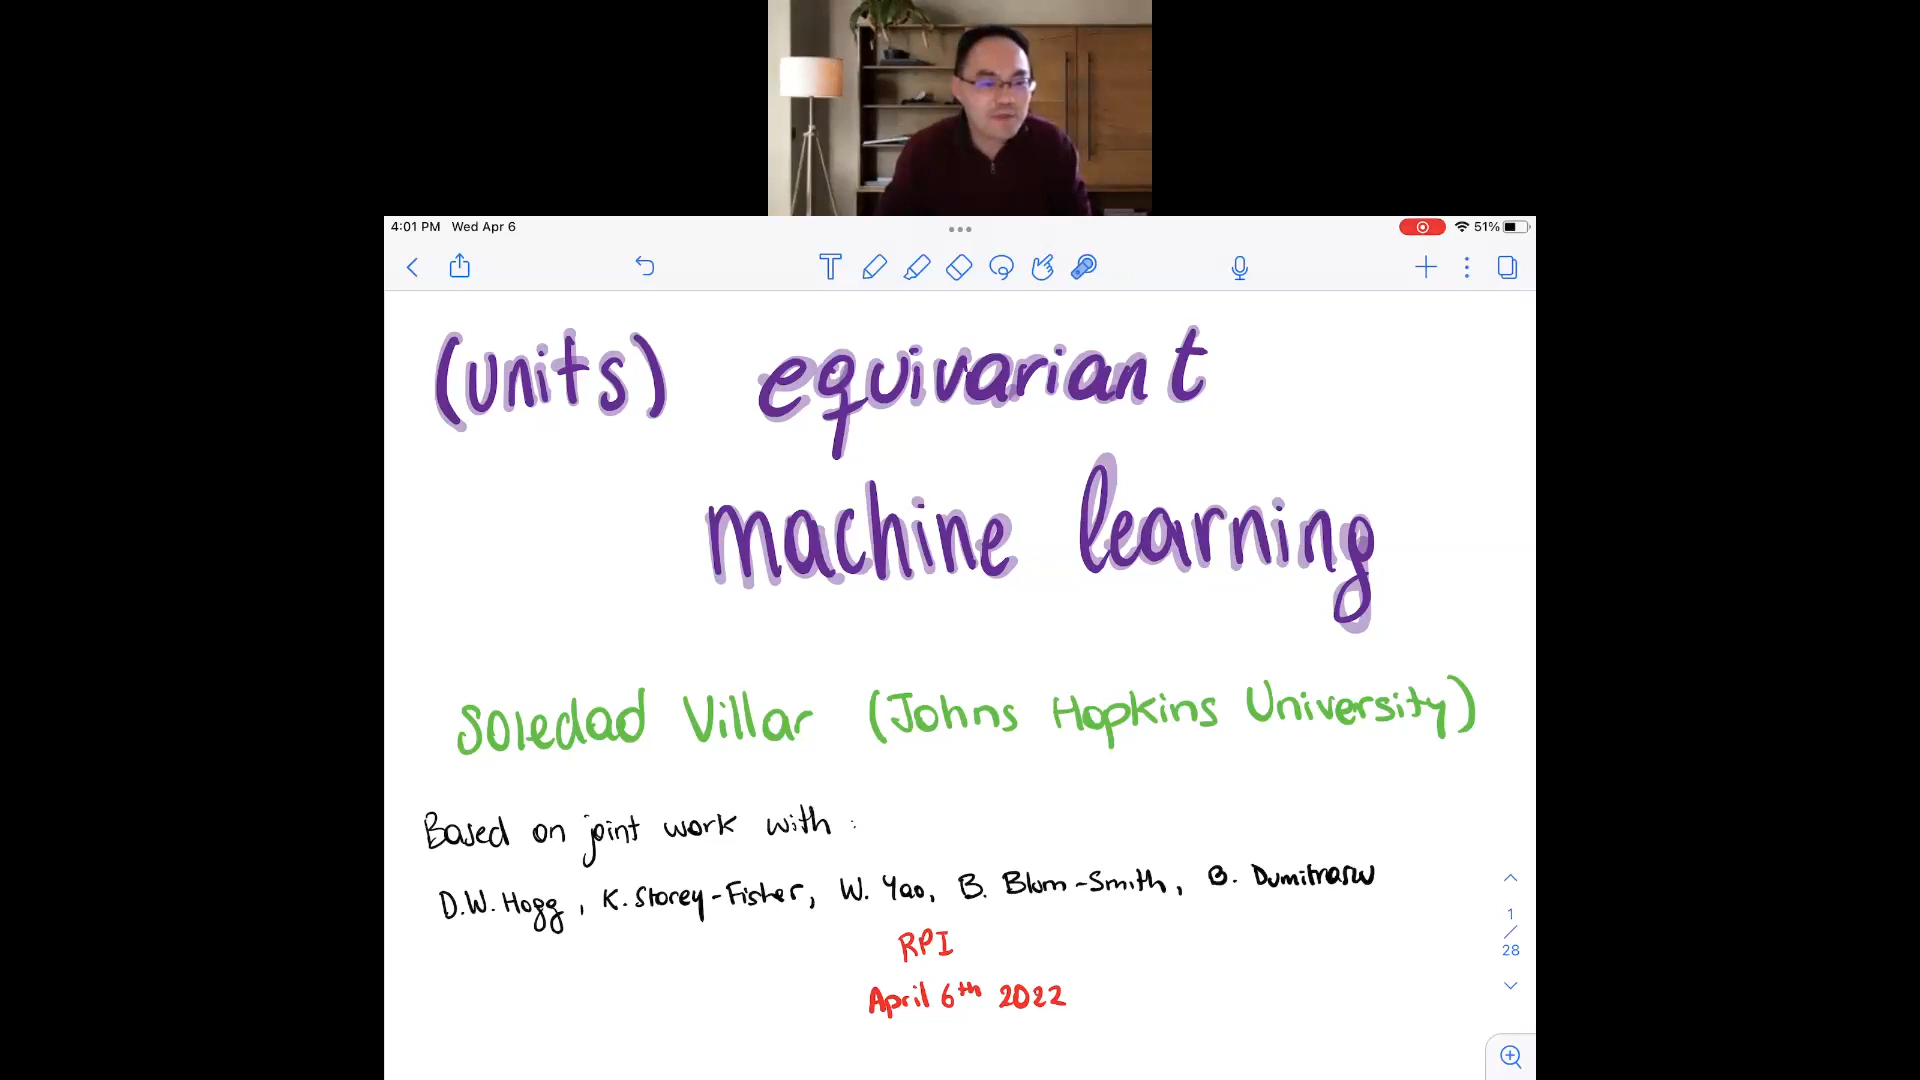 4:01 PM Wed Apr 6
51%
T
(units) equivariant
machine learning
Soledad Villar (Johns Hopkins University)
Based on joint work with :
D.W. Hogg, K. Storey-Fisher, W. Yao, B. Blum-Smith, B. Dumitrascu
RPI
April 6th 2022
1
/
28